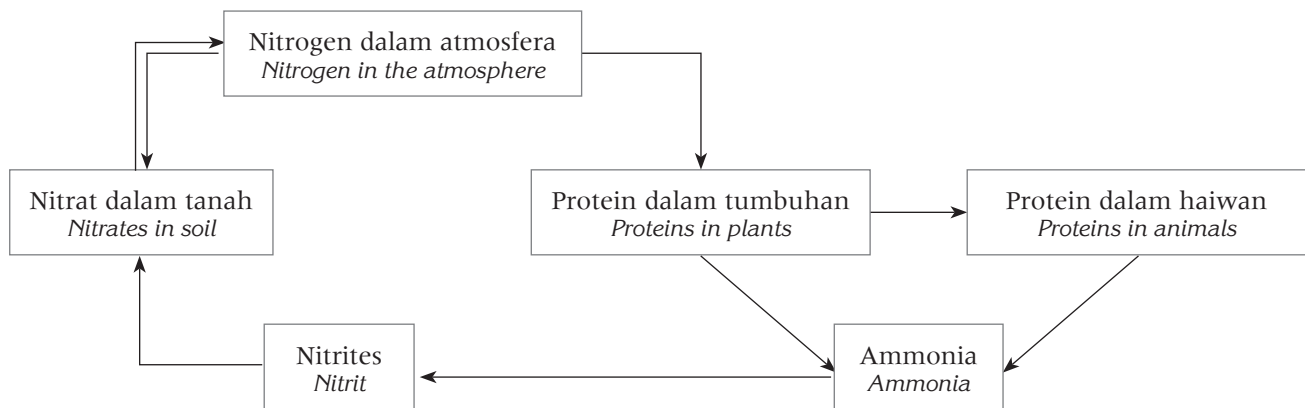 Nitrogen dalam atmosfera
Nitrogen in the atmosphere
Nitrat dalam tanah
Nitrates in soil
Protein dalam tumbuhan
Proteins in plants
Protein dalam haiwan
Proteins in animals
Nitrites
Nitrit
Ammonia
Ammonia